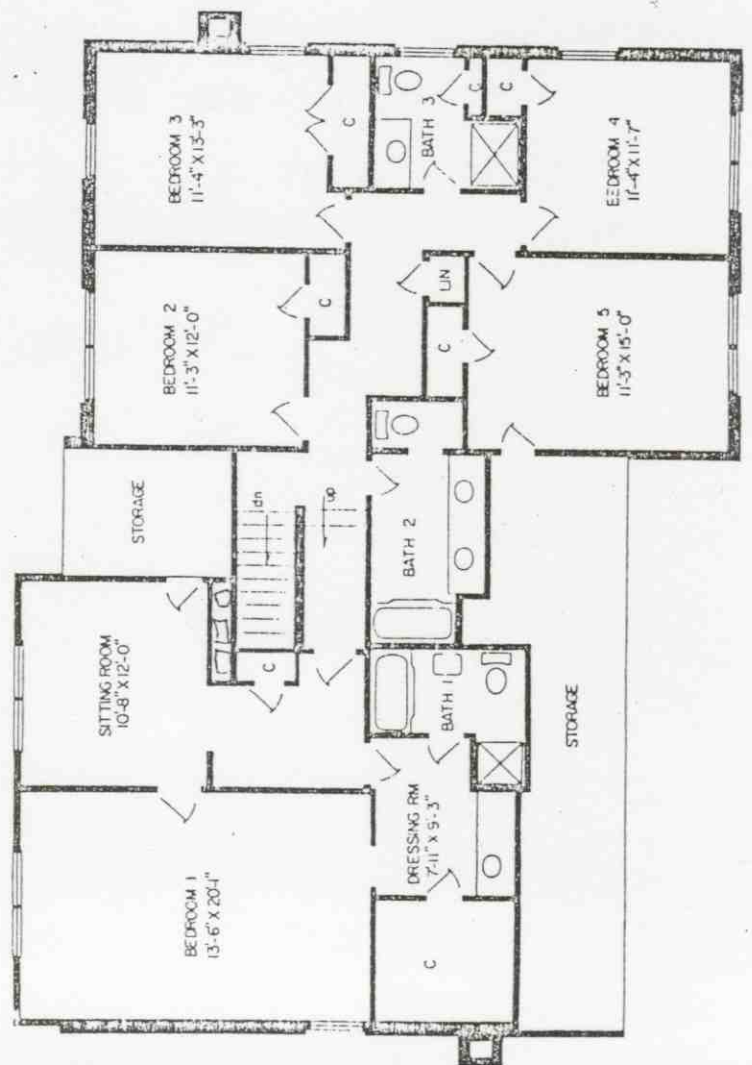 BEDROOM 1
13'-6" X 20'-1"
SITTING ROOM
10'-8" X 12'-0"
STORAGE
BEDROOM 2
11'-3" X 12'-0"
BEDROOM 3
11'-4" X 13'-3"
C
dn
C
C
up
C
DRESSING RM
7'-11" X 9'-3"
BATH 1
BATH 2
C
LIN
BATH 3
C
C
STORAGE
BEDROOM 5
11'-3" X 15'-0"
BEDROOM 4
11'-4" X 11'-7"